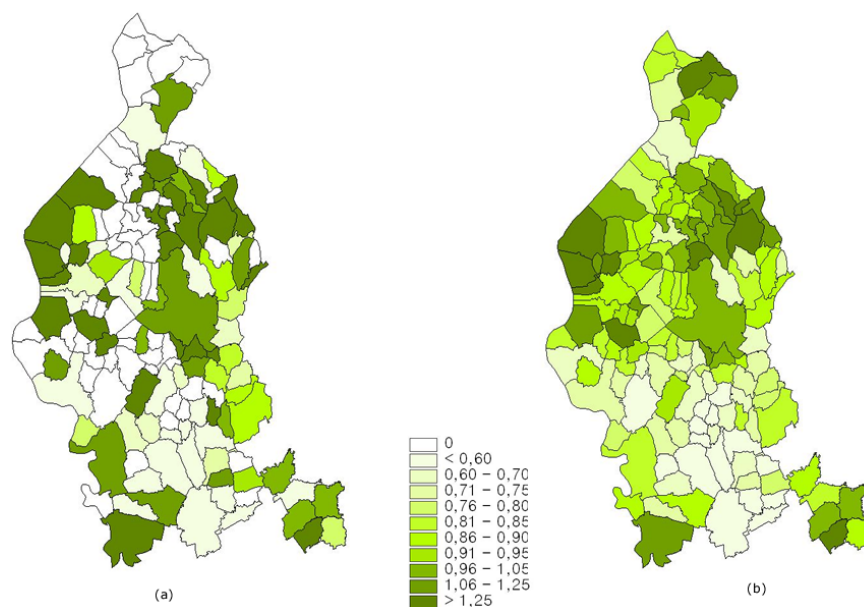 0
< 0,60
0,60 – 0,70
0,71 – 0,75
0,76 – 0,80
0,81 – 0,85
0,86 – 0,90
0,91 – 0,95
0,96 – 1,05
1,06 – 1,25
> 1,25
(a)
(b)